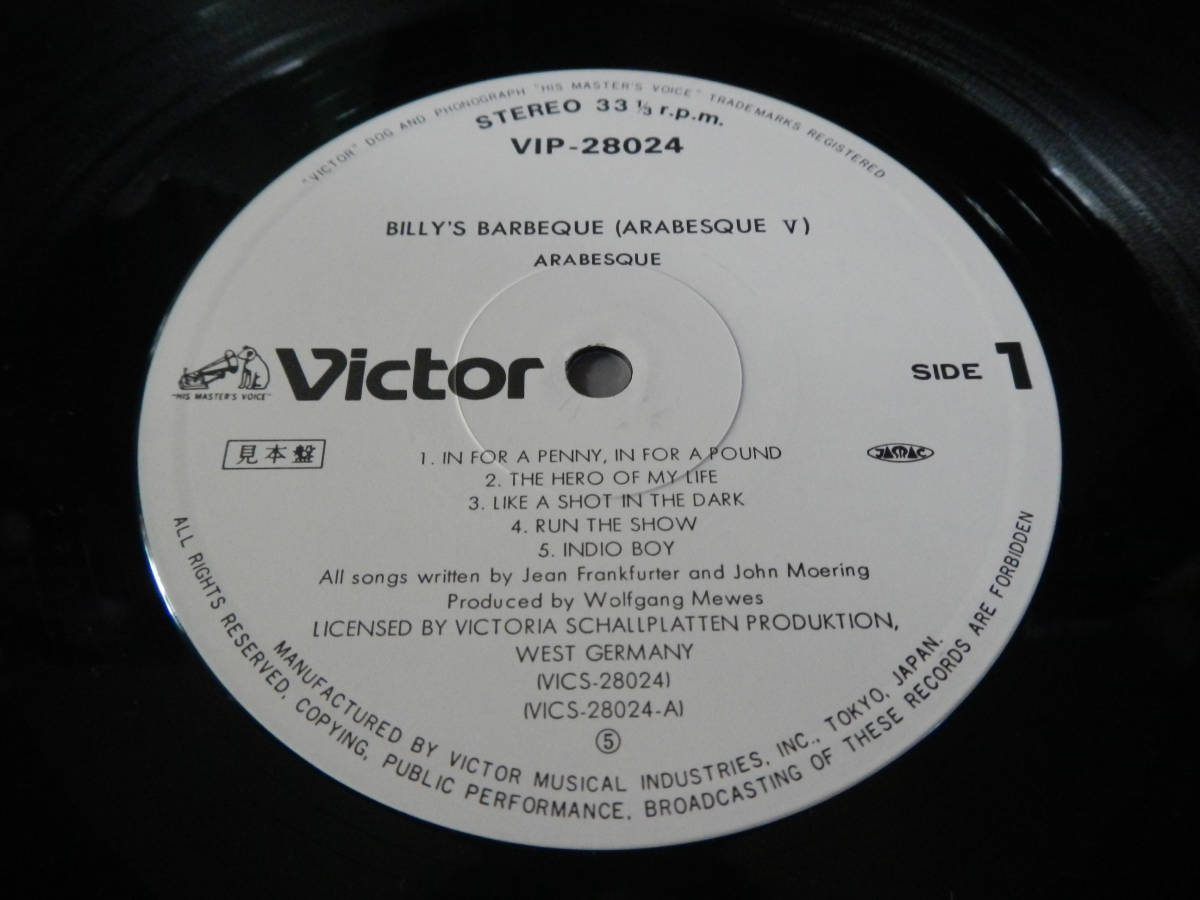 "VICTOR" DOG AND PHONOGRAPH "HIS MASTER'S VOICE" TRADEMARKS REGISTERED
STEREO 33 1/3 r.p.m.
VIP-28024
BILLY'S BARBEQUE (ARABESQUE V)
ARABESQUE
"HIS MASTER'S VOICE"
Victor
SIDE 1
見本盤
JASRAC
1. IN FOR A PENNY, IN FOR A POUND
2. THE HERO OF MY LIFE
3. LIKE A SHOT IN THE DARK
4. RUN THE SHOW
5. INDIO BOY
All songs written by Jean Frankfurter and John Moering
Produced by Wolfgang Mewes
LICENSED BY VICTORIA SCHALLPLATTEN PRODUKTION,
WEST GERMANY
(VICS-28024)
(VICS-28024-A)
⑤
MANUFACTURED BY VICTOR MUSICAL INDUSTRIES, INC., TOKYO, JAPAN.
ALL RIGHTS RESERVED, COPYING, PUBLIC PERFORMANCE, BROADCASTING OF THESE RECORDS ARE FORBIDDEN